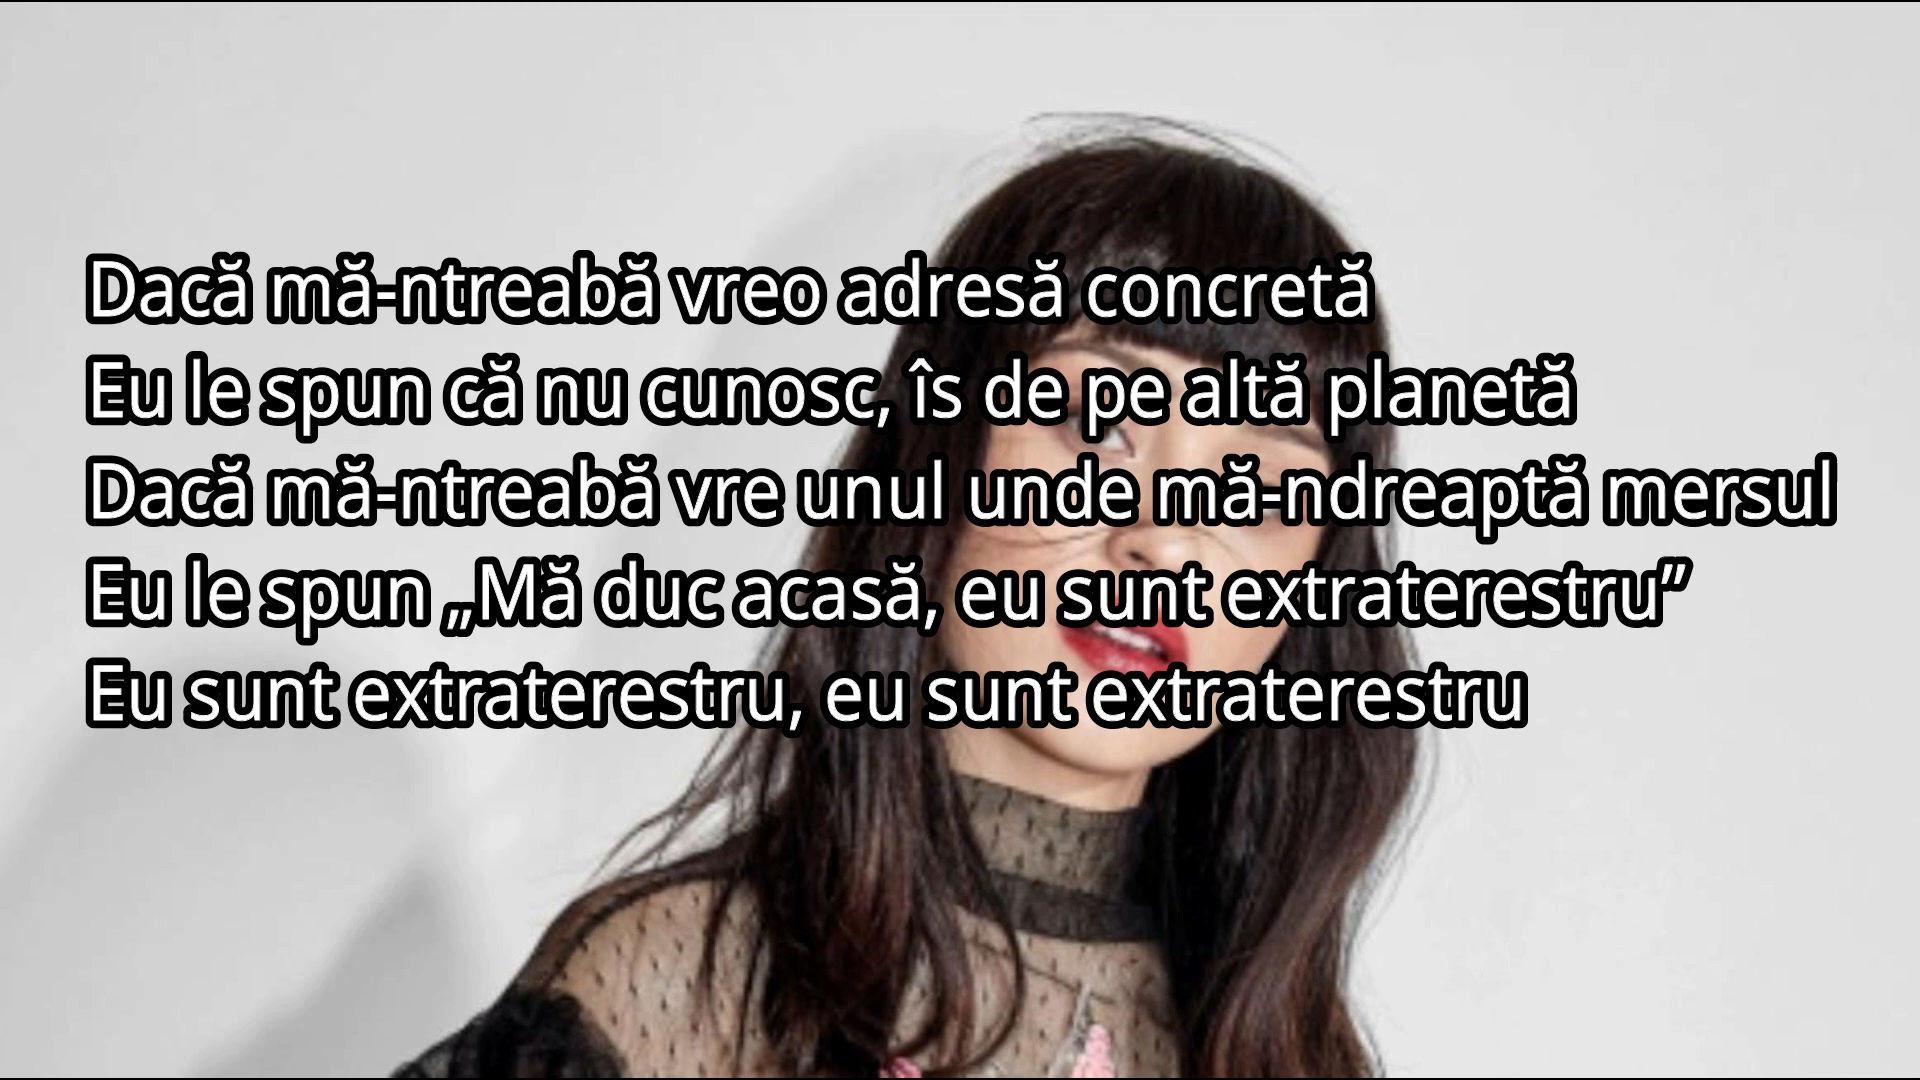 Dacă mă-ntreabă vreo adresă concretă
Eu le spun că nu cunosc, îs de pe altă planetă
Dacă mă-ntreabă vre unul unde mă-ndreaptă mersul
Eu le spun „Mă duc acasă, eu sunt extraterestru”
Eu sunt extraterestru, eu sunt extraterestru